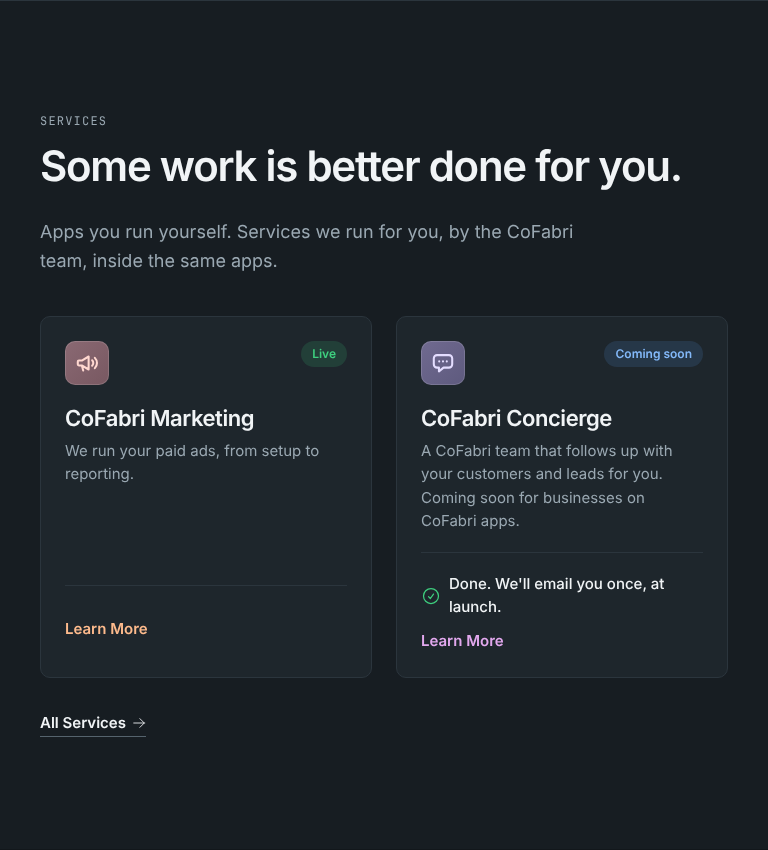 SERVICES
Some work is better done for you.
Apps you run yourself. Services we run for you, by the CoFabri
team, inside the same apps.
Live
CoFabri Marketing
We run your paid ads, from setup to
reporting.
Learn More
Coming soon
CoFabri Concierge
A CoFabri team that follows up with
your customers and leads for you.
Coming soon for businesses on
CoFabri apps.
Done. We'll email you once, at
launch.
Learn More
All Services →